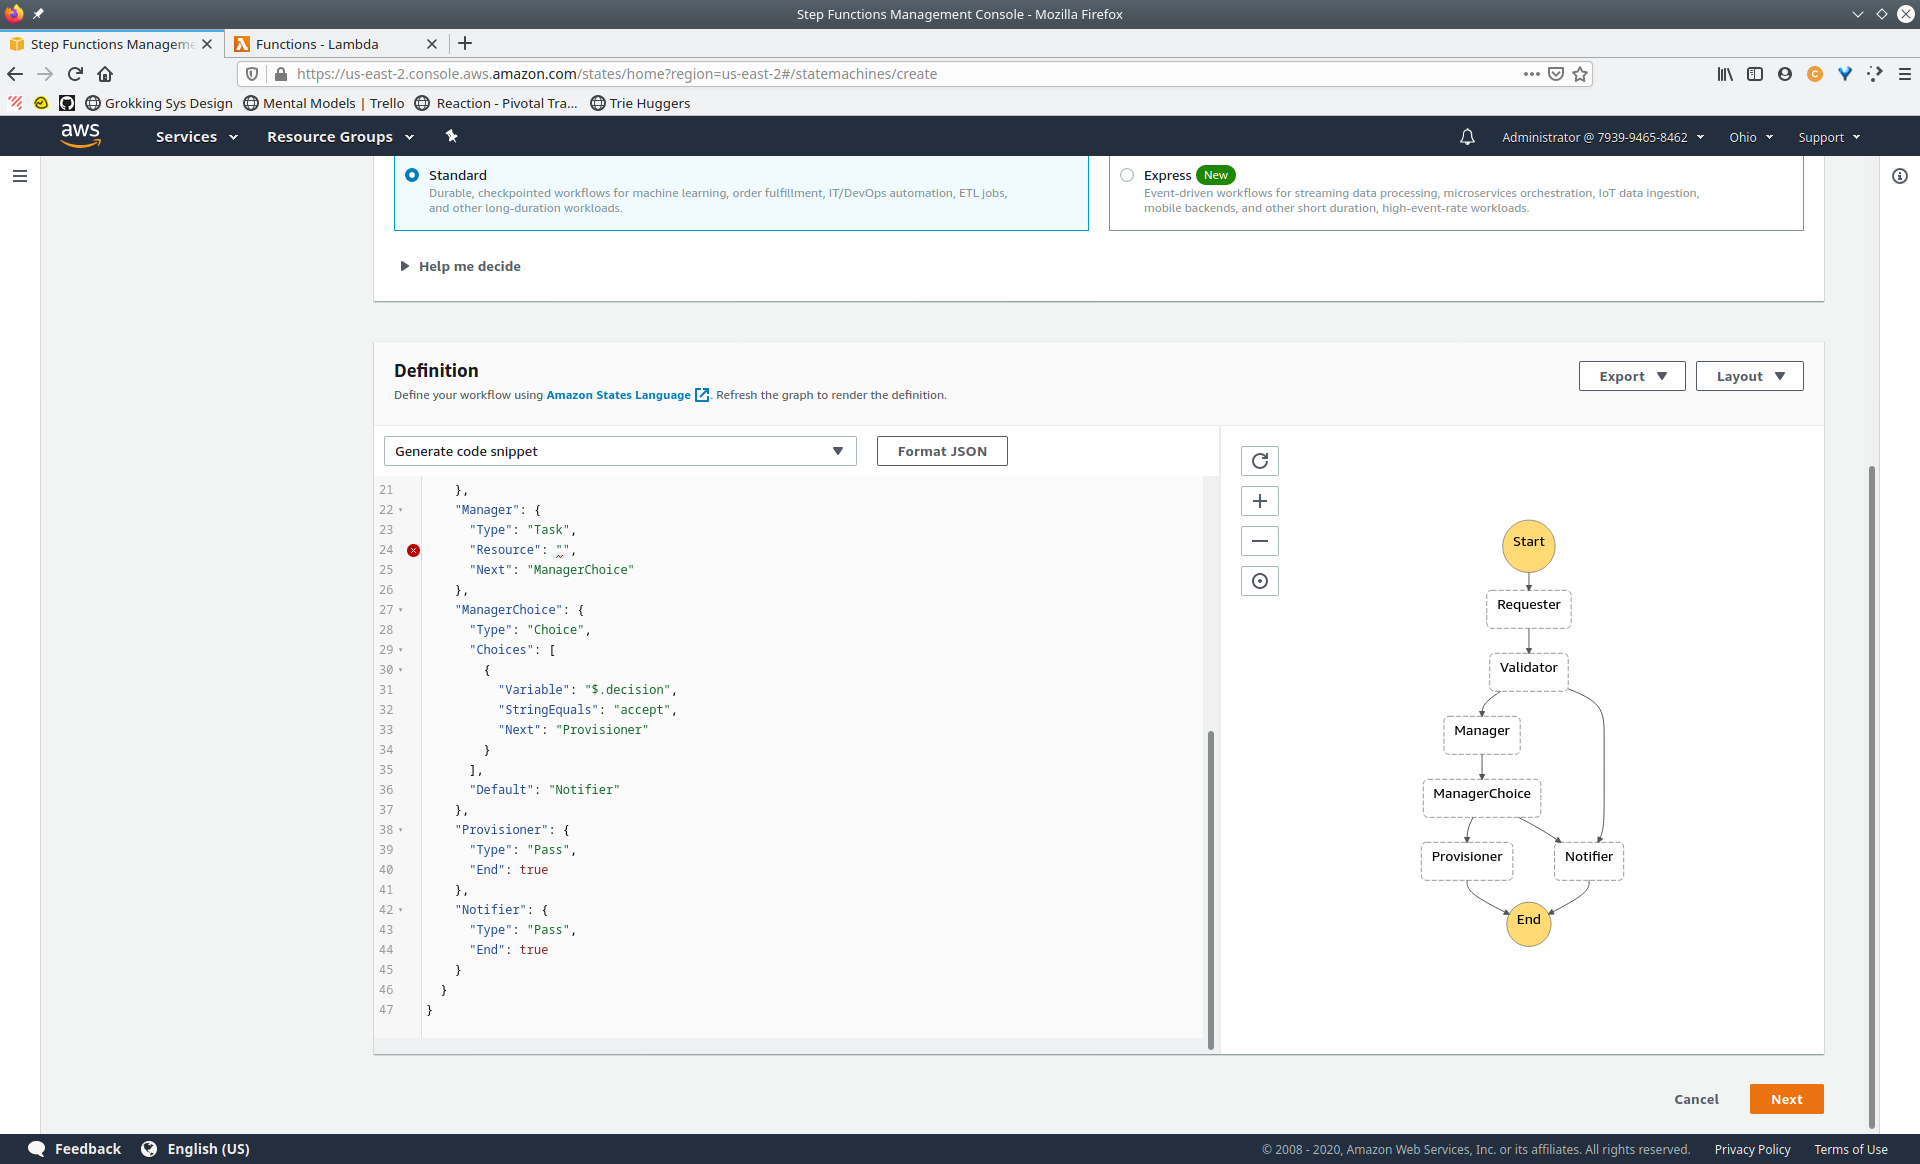 Step Functions Management Console - Mozilla Firefox
Step Functions Manageme
Functions - Lambda
https://us-east-2.console.aws.amazon.com/states/home?region=us-east-2#/statemachines/create
Grokking Sys Design
Mental Models | Trello
Reaction - Pivotal Tra...
Trie Huggers
aws
Services
Resource Groups
Administrator @ 7939-9465-8462
Ohio
Support
Standard
Durable, checkpointed workflows for machine learning, order fulfillment, IT/DevOps automation, ETL jobs,
and other long-duration workloads.
Express New
Event-driven workflows for streaming data processing, microservices orchestration, IoT data ingestion,
mobile backends, and other short duration, high-event-rate workloads.
Help me decide
Definition
Define your workflow using Amazon States Language. Refresh the graph to render the definition.
Export
Layout
Generate code snippet
Format JSON
21 },
22 "Manager": {
23 "Type": "Task",
24 "Resource": "",
25 "Next": "ManagerChoice"
26 },
27 "ManagerChoice": {
28 "Type": "Choice",
29 "Choices": [
30 {
31 "Variable": "$.decision",
32 "StringEquals": "accept",
33 "Next": "Provisioner"
34 }
35 ],
36 "Default": "Notifier"
37 },
38 "Provisioner": {
39 "Type": "Pass",
40 "End": true
41 },
42 "Notifier": {
43 "Type": "Pass",
44 "End": true
45 }
46 }
47 }
Start
Requester
Validator
Manager
ManagerChoice
Provisioner
Notifier
End
Cancel
Next
Feedback
English (US)
© 2008 - 2020, Amazon Web Services, Inc. or its affiliates. All rights reserved.
Privacy Policy
Terms of Use